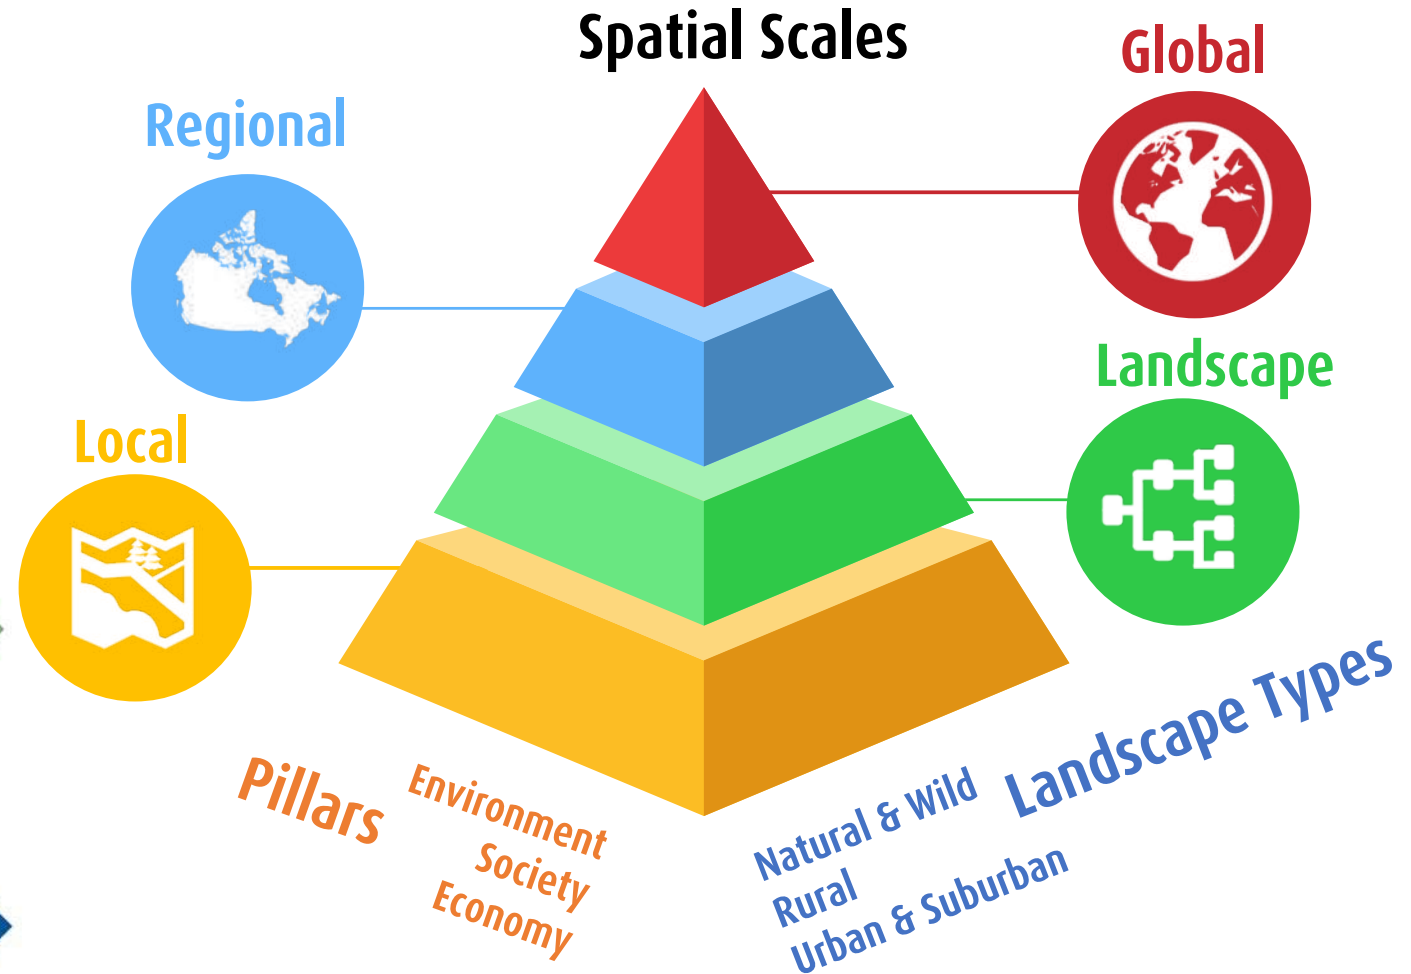 Spatial Scales
Global
Regional
Landscape
Local
Pillars
Environment
Society
Economy
Landscape Types
Natural & Wild
Rural
Urban & Suburban